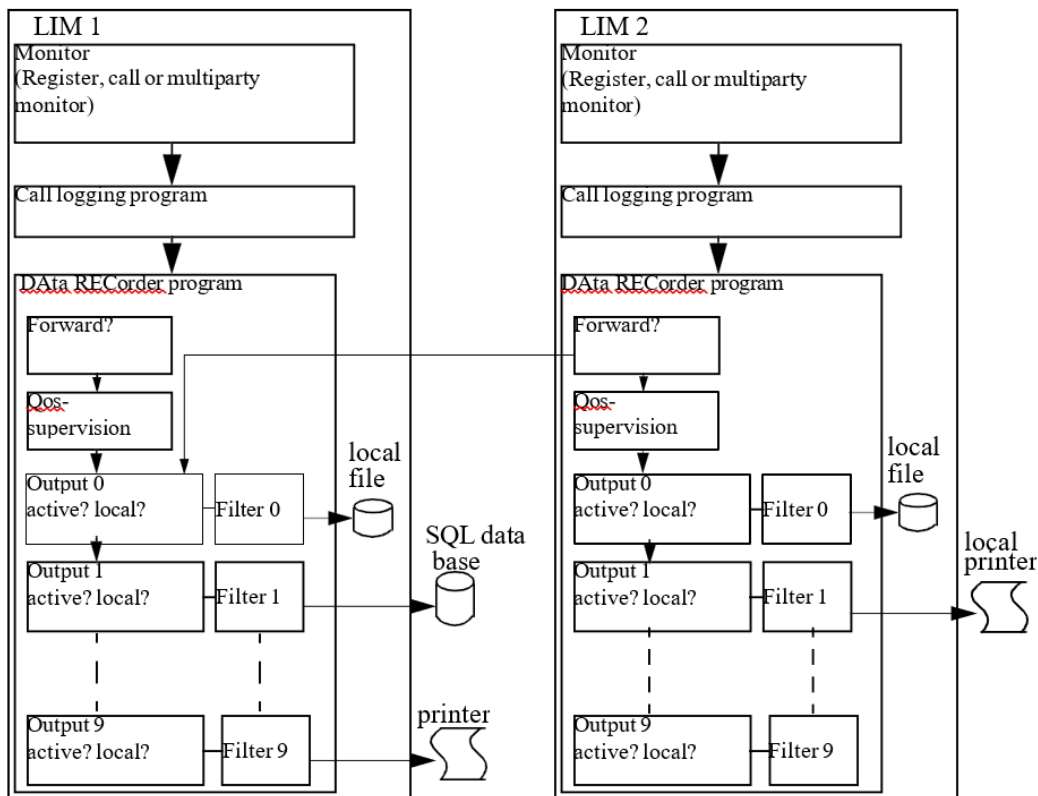 LIM 1
Monitor
(Register, call or multiparty
monitor)
Call logging program
DAta RECorder program
Forward?
Qos-
supervision
Output 0
active? local?
Filter 0
local
file
Output 1
active? local?
Filter 1
SQL data
base
Output 9
active? local?
Filter 9
printer
LIM 2
Monitor
(Register, call or multiparty
monitor)
Call logging program
DAta RECorder program
Forward?
Qos-
supervision
Output 0
active? local?
Filter 0
local
file
Output 1
active? local?
Filter 1
local
printer
Output 9
active? local?
Filter 9